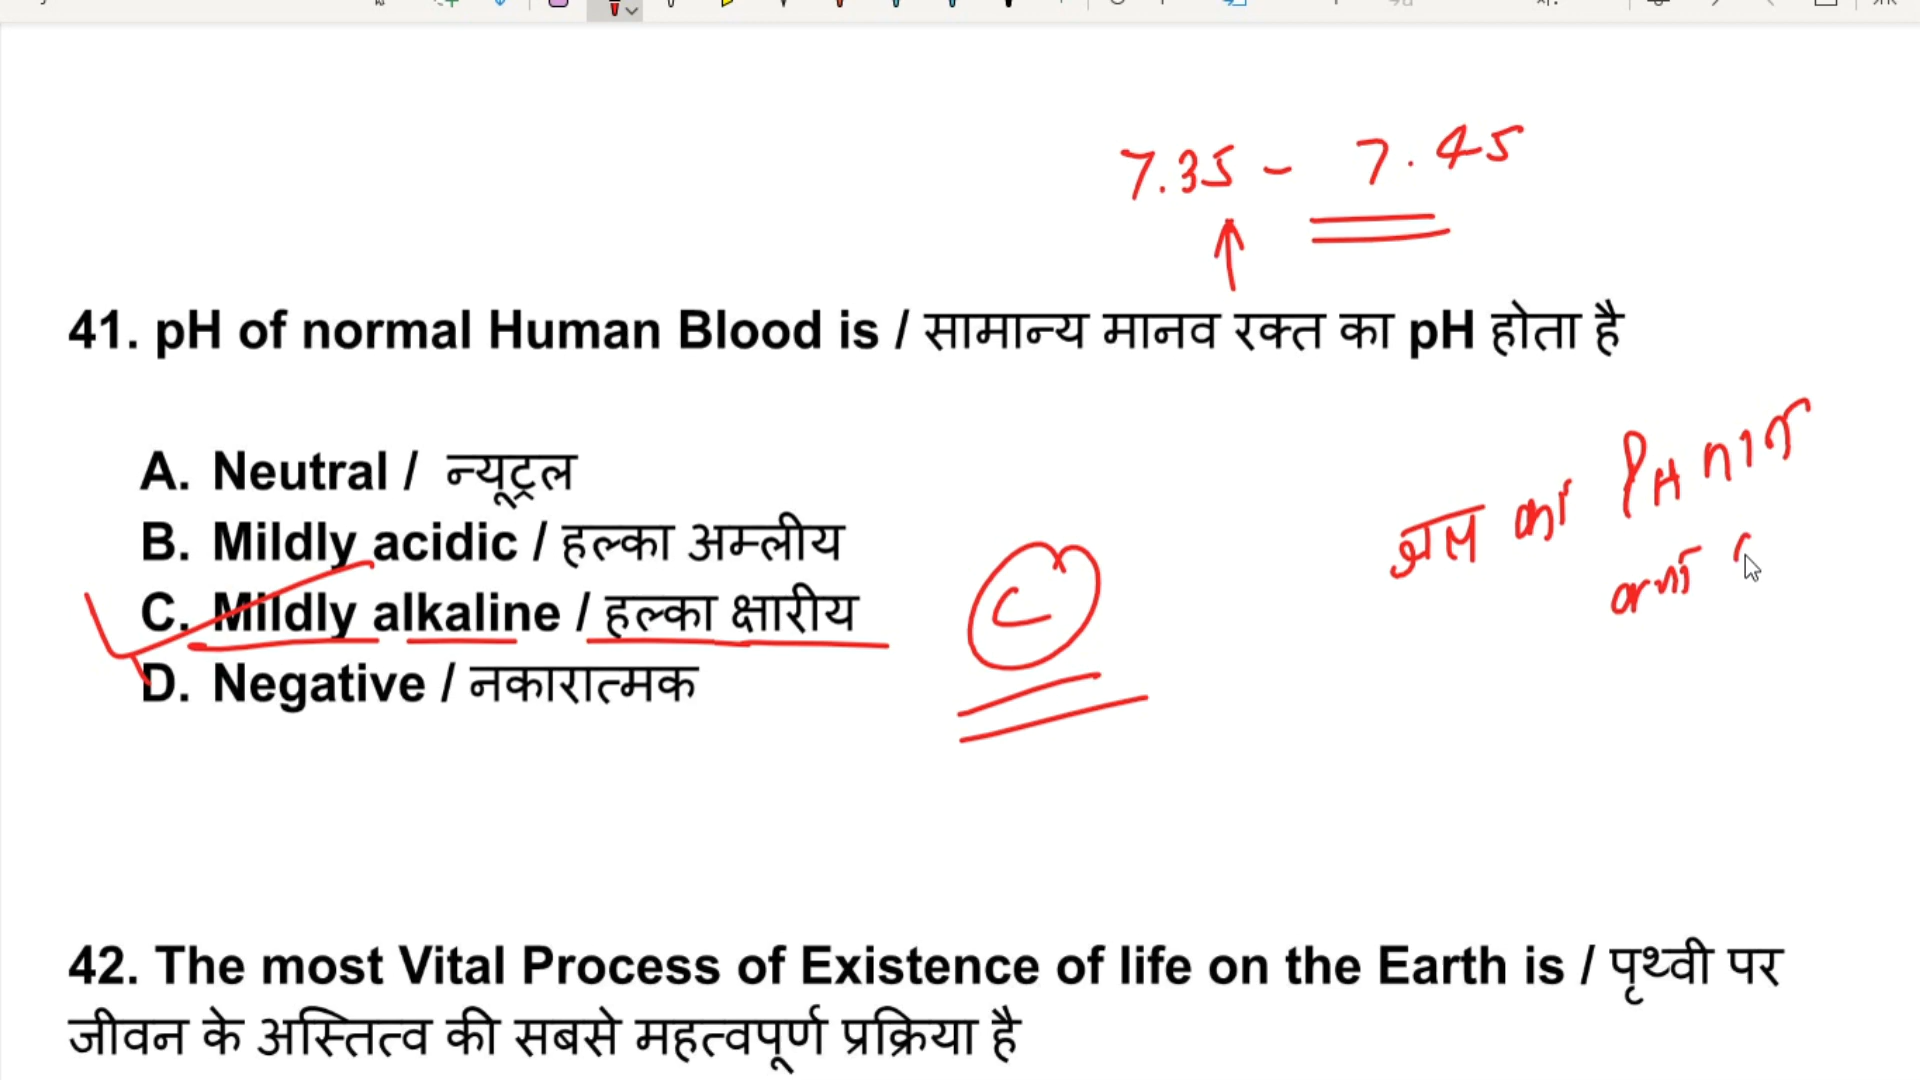 7.35 - 7.45
41. pH of normal Human Blood is / सामान्य मानव रक्त का pH होता है
A. Neutral / न्यूट्रल
B. Mildly acidic / हल्का अम्लीय
C. Mildly alkaline / हल्का क्षारीय
D. Negative / नकारात्मक
C
का PH मान
42. The most Vital Process of Existence of life on the Earth is / पृथ्वी पर
जीवन के अस्तित्व की सबसे महत्वपूर्ण प्रक्रिया है